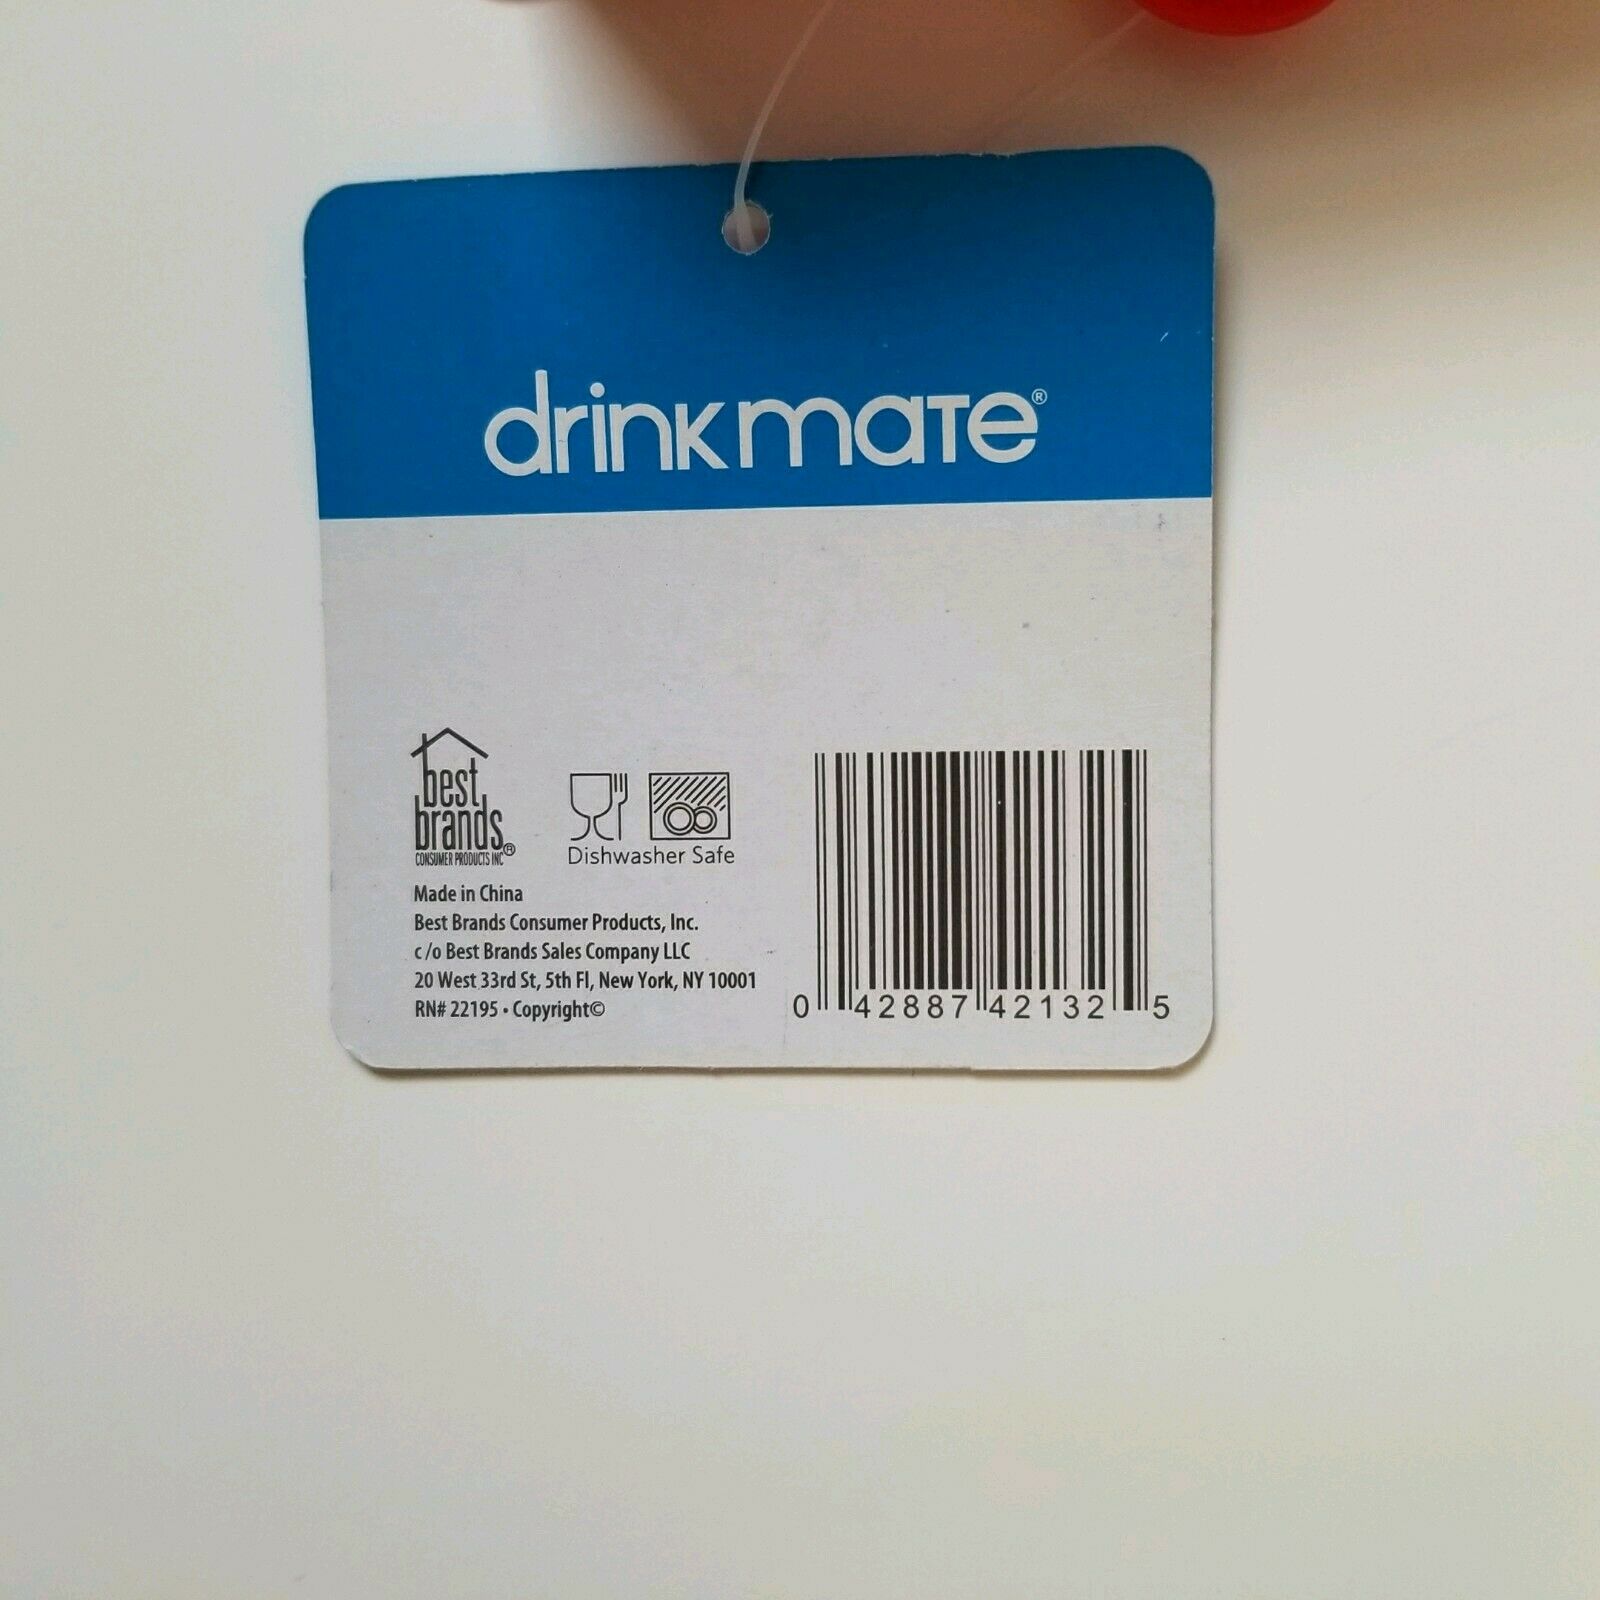 drinkmate®
best
brands®
CONSUMER PRODUCTS INC
Dishwasher Safe
Made in China
Best Brands Consumer Products, Inc.
c/o Best Brands Sales Company LLC
20 West 33rd St, 5th Fl, New York, NY 10001
RN# 22195 • Copyright©
0 42887 42132 5